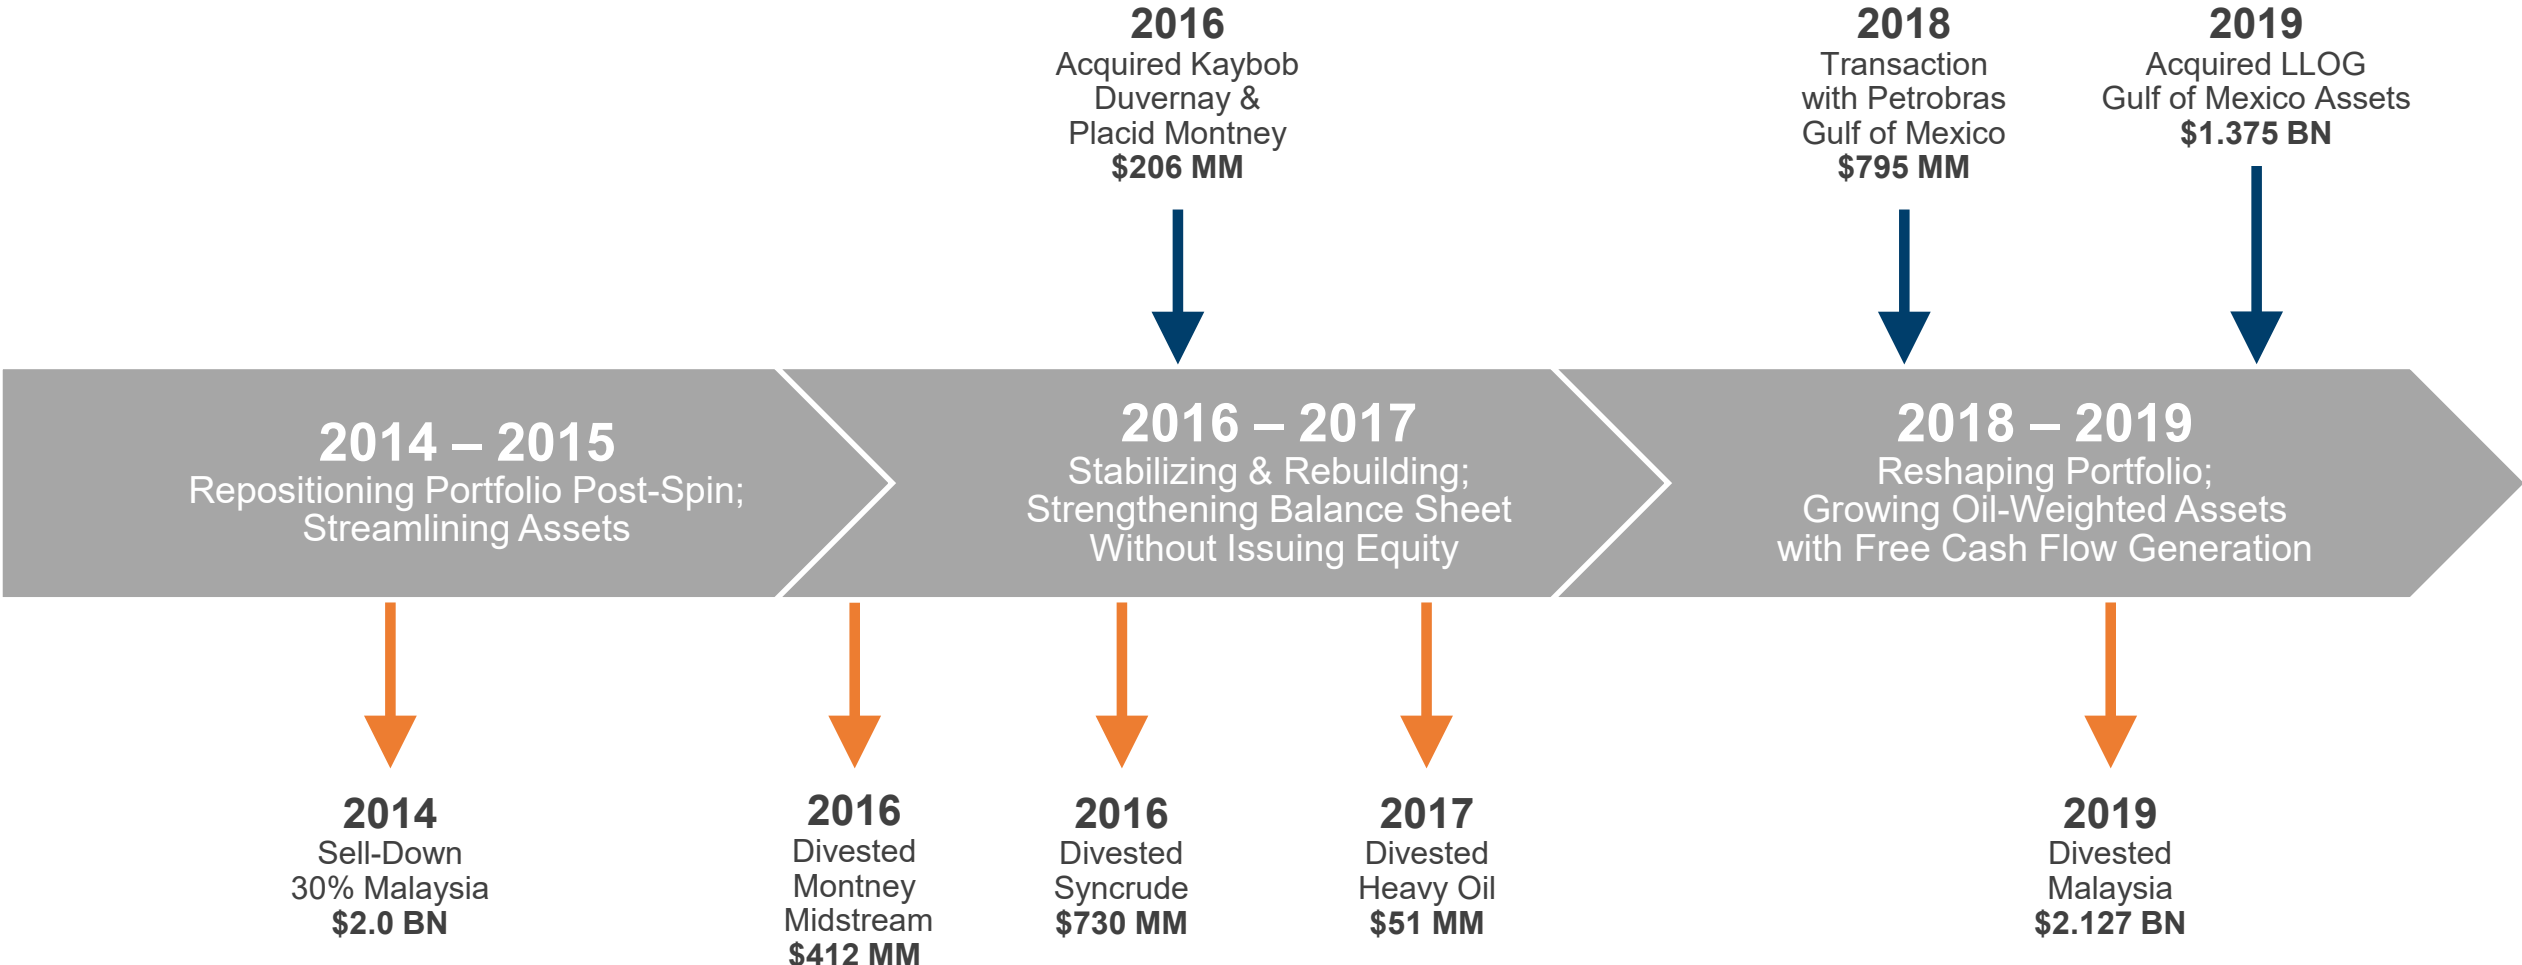 2016
Acquired Kaybob
Duvernay &
Placid Montney
$206 MM
2018
Transaction
with Petrobras
Gulf of Mexico
$795 MM
2019
Acquired LLOG
Gulf of Mexico Assets
$1.375 BN
2014 – 2015
Repositioning Portfolio Post-Spin;
Streamlining Assets
2016 – 2017
Stabilizing & Rebuilding;
Strengthening Balance Sheet
Without Issuing Equity
2018 – 2019
Reshaping Portfolio;
Growing Oil-Weighted Assets
with Free Cash Flow Generation
2014
Sell-Down
30% Malaysia
$2.0 BN
2016
Divested
Montney
Midstream
$412 MM
2016
Divested
Syncrude
$730 MM
2017
Divested
Heavy Oil
$51 MM
2019
Divested
Malaysia
$2.127 BN